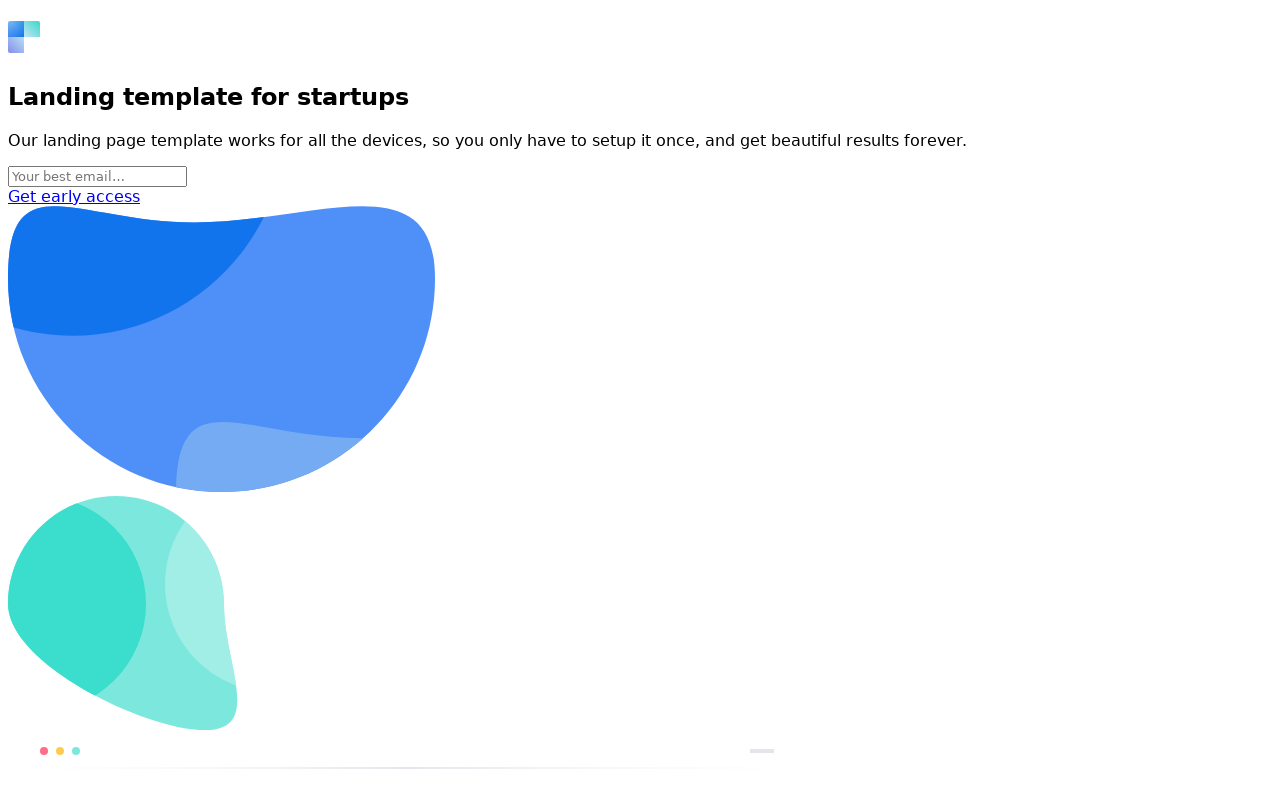 Landing template for startups
Our landing page template works for all the devices, so you only have to setup it once, and get beautiful results forever.
Your best email…
Get early access